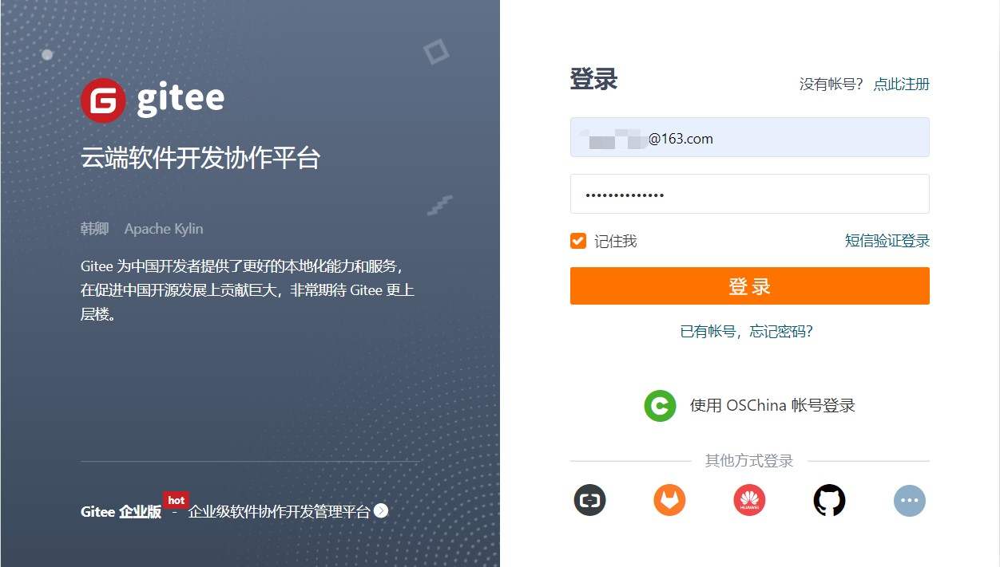 gitee
云端软件开发协作平台
韩卿 Apache Kylin
Gitee 为中国开发者提供了更好的本地化能力和服务，
在促进中国开源发展上贡献巨大，非常期待 Gitee 更上
层楼。
hot
Gitee 企业版 - 企业级软件协作开发管理平台
登录
没有帐号？ 点此注册
@163.com
记住我
短信验证登录
登 录
已有帐号，忘记密码？
使用 OSChina 帐号登录
其他方式登录
HUAWEI